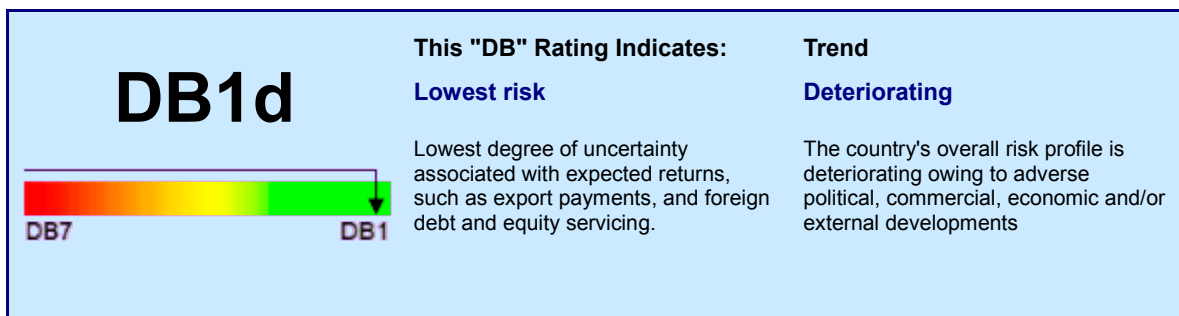 DB1d
DB7
DB1
This "DB" Rating Indicates:
Lowest risk
Lowest degree of uncertainty
associated with expected returns,
such as export payments, and foreign
debt and equity servicing.
Trend
Deteriorating
The country's overall risk profile is
deteriorating owing to adverse
political, commercial, economic and/or
external developments